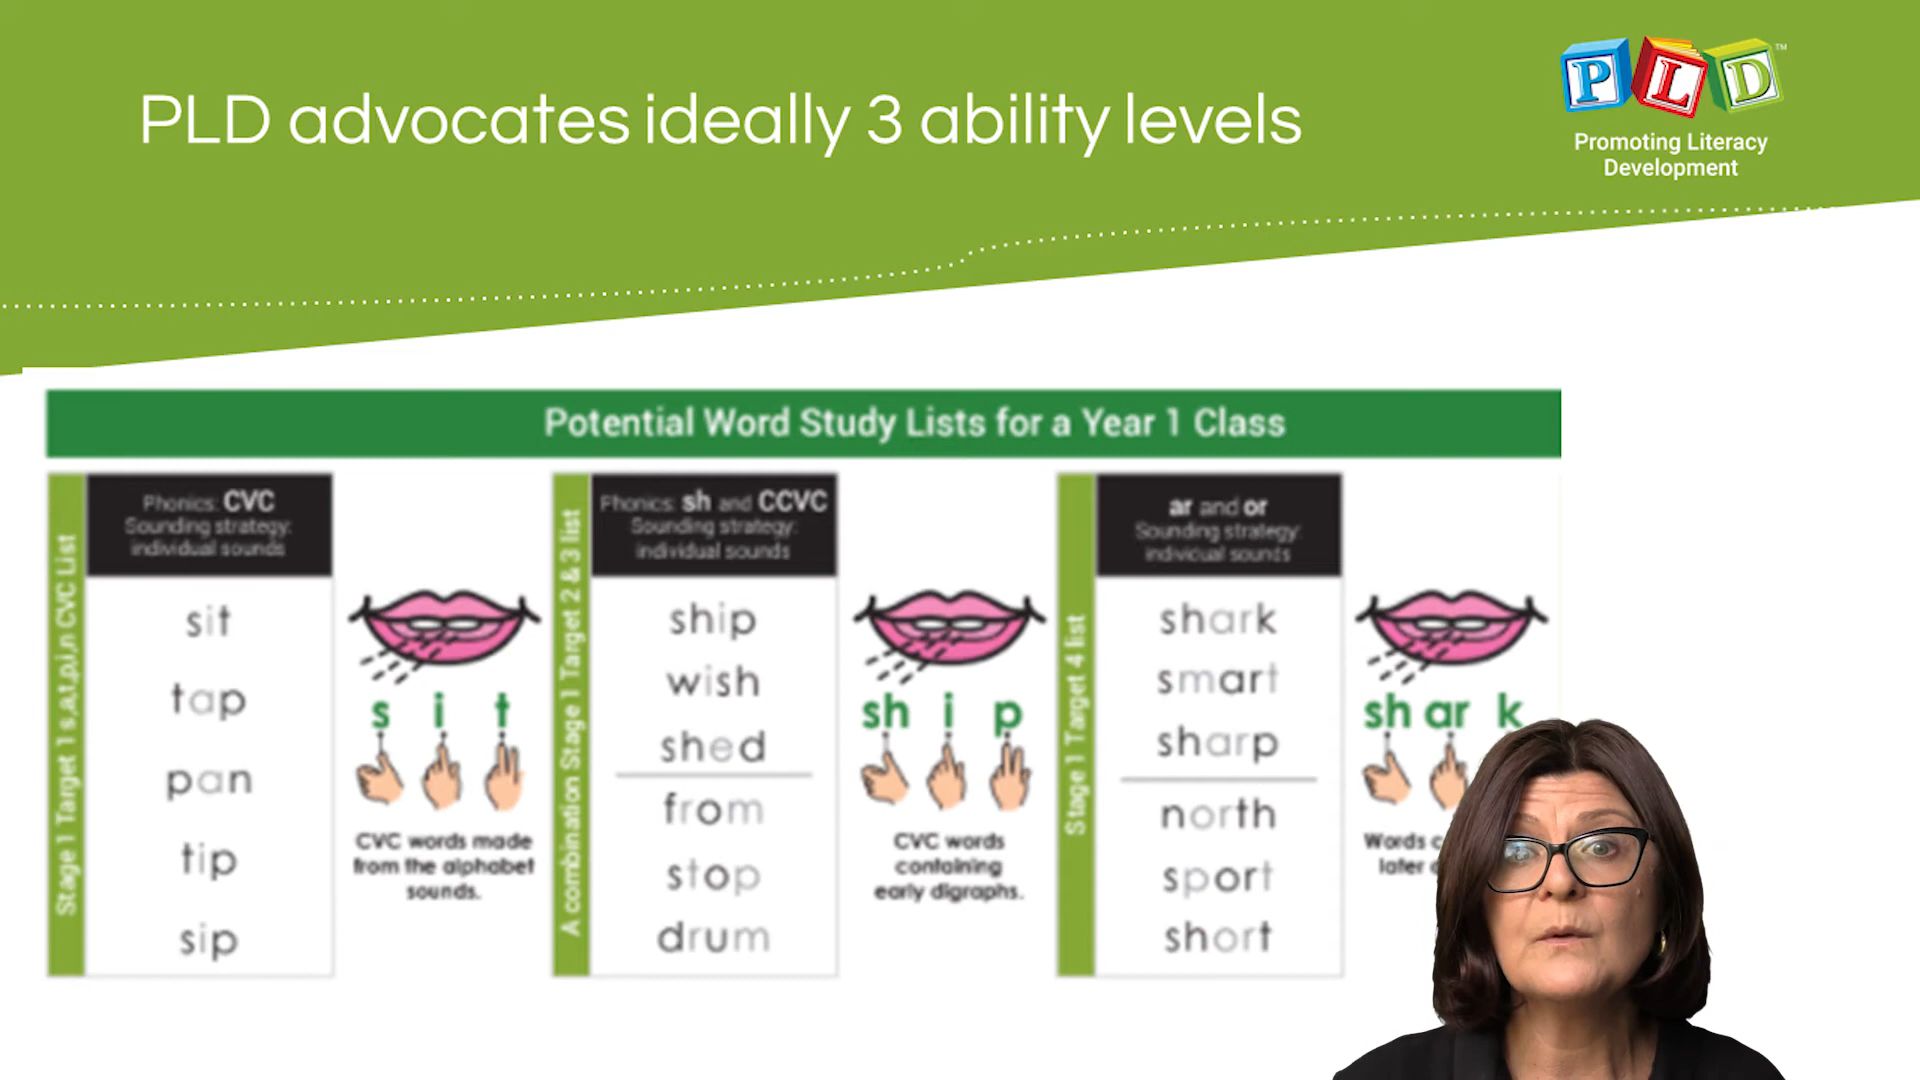 PLD advocates ideally 3 ability levels
PLD™
Promoting Literacy
Development
Potential Word Study Lists for a Year 1 Class
Stage 1 Target 1 s,a,t,p,i,n CVC List
Phonics: CVC
Sounding strategy:
individual sounds
sit
tap
pan
tip
sip
s i t
CVC words made
from the alphabet
sounds.
A combination Stage 1 Target 2 & 3 list
Phonics: sh and CCVC
Sounding strategy:
individual sounds
ship
wish
shed
from
stop
drum
sh i p
CVC words
containing
early digraphs.
Stage 1 Target 4 list
ar and or
Sounding strategy:
individual sounds
shark
smart
sharp
north
sport
short
sh ar k
Words
later